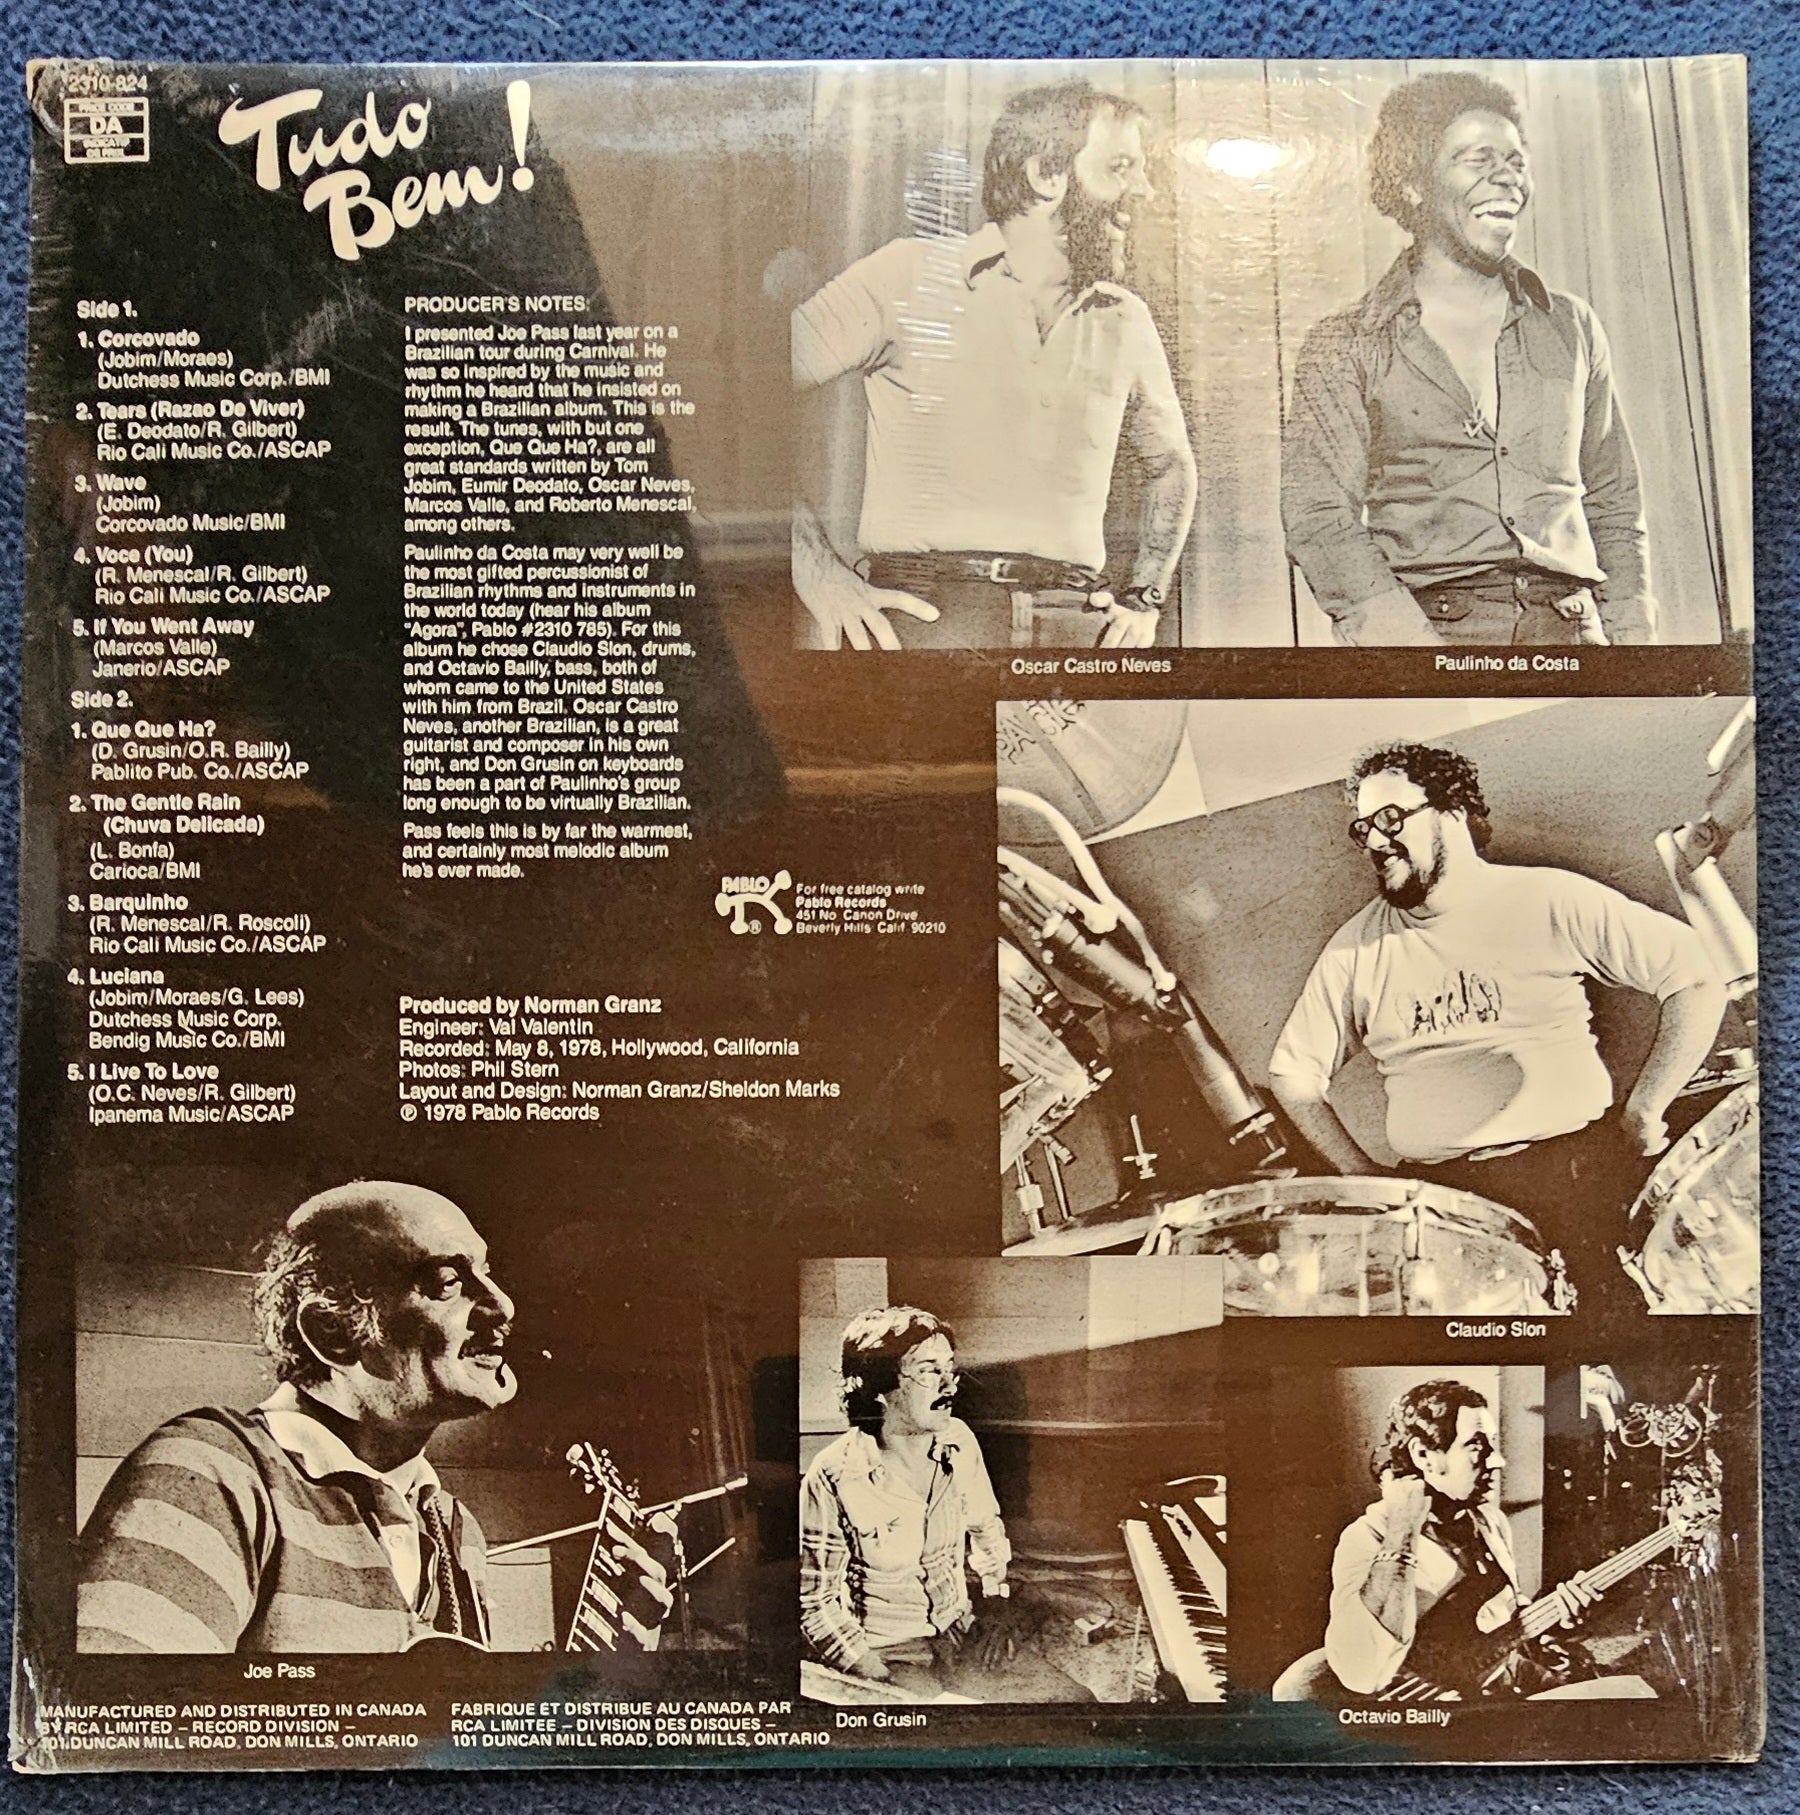 2310-824
PRICE CODE
DA
INDICATIF
DE PRIX
Tudo
Bem!
Side 1.
1. Corcovado
(Jobim/Moraes)
Dutchess Music Corp./BMI
2. Tears (Razao De Viver)
(E. Deodato/R. Gilbert)
Rio Cali Music Co./ASCAP
3. Wave
(Jobim)
Corcovado Music/BMI
4. Voce (You)
(R. Menescal/R. Gilbert)
Rio Cali Music Co./ASCAP
5. If You Went Away
(Marcos Valle)
Janerio/ASCAP
Side 2.
1. Que Que Ha?
(D. Grusin/O.R. Bailly)
Pablito Pub. Co./ASCAP
2. The Gentle Rain
(Chuva Delicada)
(L. Bonfa)
Carioca/BMI
3. Barquinho
(R. Menescal/R. Roscoli)
Rio Cali Music Co./ASCAP
4. Luciana
(Jobim/Moraes/G. Lees)
Dutchess Music Corp.
Bendig Music Co./BMI
5. I Live To Love
(O.C. Neves/R. Gilbert)
Ipanema Music/ASCAP
PRODUCER'S NOTES:
I presented Joe Pass last year on a
Brazilian tour during Carnival. He
was so inspired by the music and
rhythm he heard that he insisted on
making a Brazilian album. This is the
result. The tunes, with but one
exception, Que Que Ha?, are all
great standards written by Tom
Jobim, Eumir Deodato, Oscar Neves,
Marcos Valle, and Roberto Menescal,
among others.
Paulinho da Costa may very well be
the most gifted percussionist of
Brazilian rhythms and instruments in
the world today (hear his album
"Agora", Pablo #2310 785). For this
album he chose Claudio Slon, drums,
and Octavio Bailly, bass, both of
whom came to the United States
with him from Brazil. Oscar Castro
Neves, another Brazilian, is a great
guitarist and composer in his own
right, and Don Grusin on keyboards
has been a part of Paulinho's group
long enough to be virtually Brazilian.
Pass feels this is by far the warmest,
and certainly most melodic album
he's ever made.
PABLO
®
For free catalog write
Pablo Records
451 No. Canon Drive
Beverly Hills Calif 90210
Produced by Norman Granz
Engineer: Val Valentin
Recorded: May 8, 1978, Hollywood, California
Photos: Phil Stern
Layout and Design: Norman Granz/Sheldon Marks
℗ 1978 Pablo Records
Oscar Castro Neves
Paulinho da Costa
Claudio Slon
Joe Pass
Don Grusin
Octavio Bailly
MANUFACTURED AND DISTRIBUTED IN CANADA
BY RCA LIMITED – RECORD DIVISION –
101 DUNCAN MILL ROAD, DON MILLS, ONTARIO
FABRIQUE ET DISTRIBUE AU CANADA PAR
RCA LIMITEE – DIVISION DES DISQUES –
101 DUNCAN MILL ROAD, DON MILLS, ONTARIO